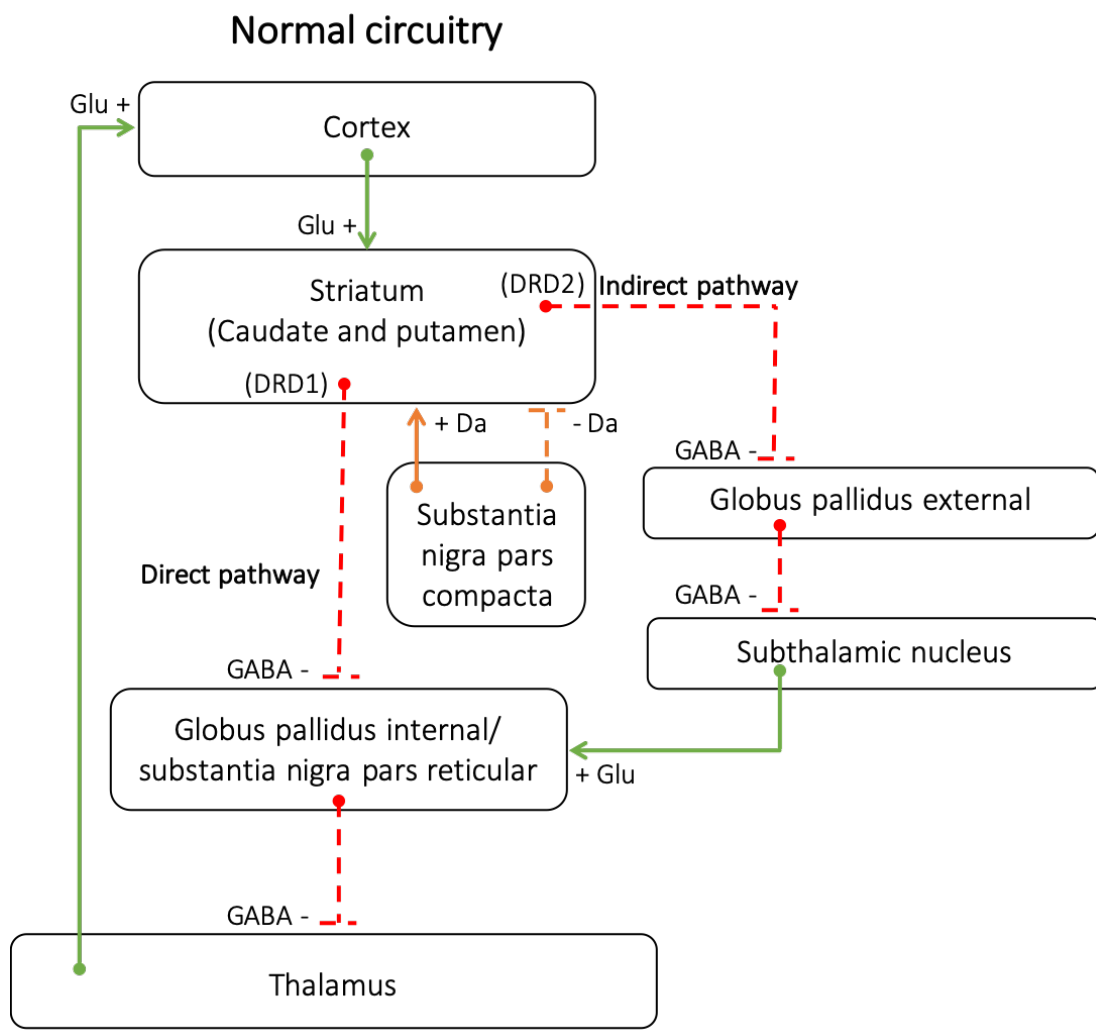 Normal circuitry
Glu +
Cortex
Glu +
Striatum
(Caudate and putamen)
(DRD2)
Indirect pathway
(DRD1)
+ Da
- Da
GABA -
Globus pallidus external
Substantia
nigra pars
compacta
Direct pathway
GABA -
Subthalamic nucleus
GABA -
Globus pallidus internal/
substantia nigra pars reticular
+ Glu
GABA -
Thalamus